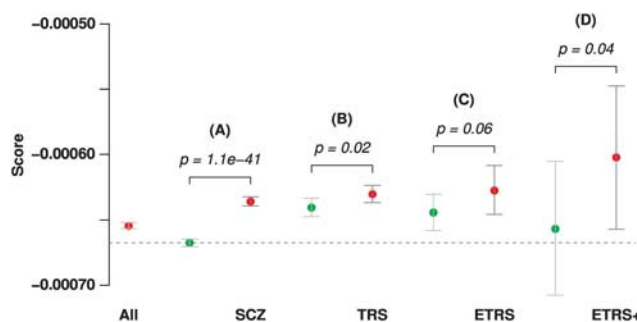 −0.00050
(D)
p = 0.04
(A)
(B)
(C)
p = 1.1e−41
p = 0.02
p = 0.06
Score
−0.00060
−0.00070
All
SCZ
TRS
ETRS
ETRS+